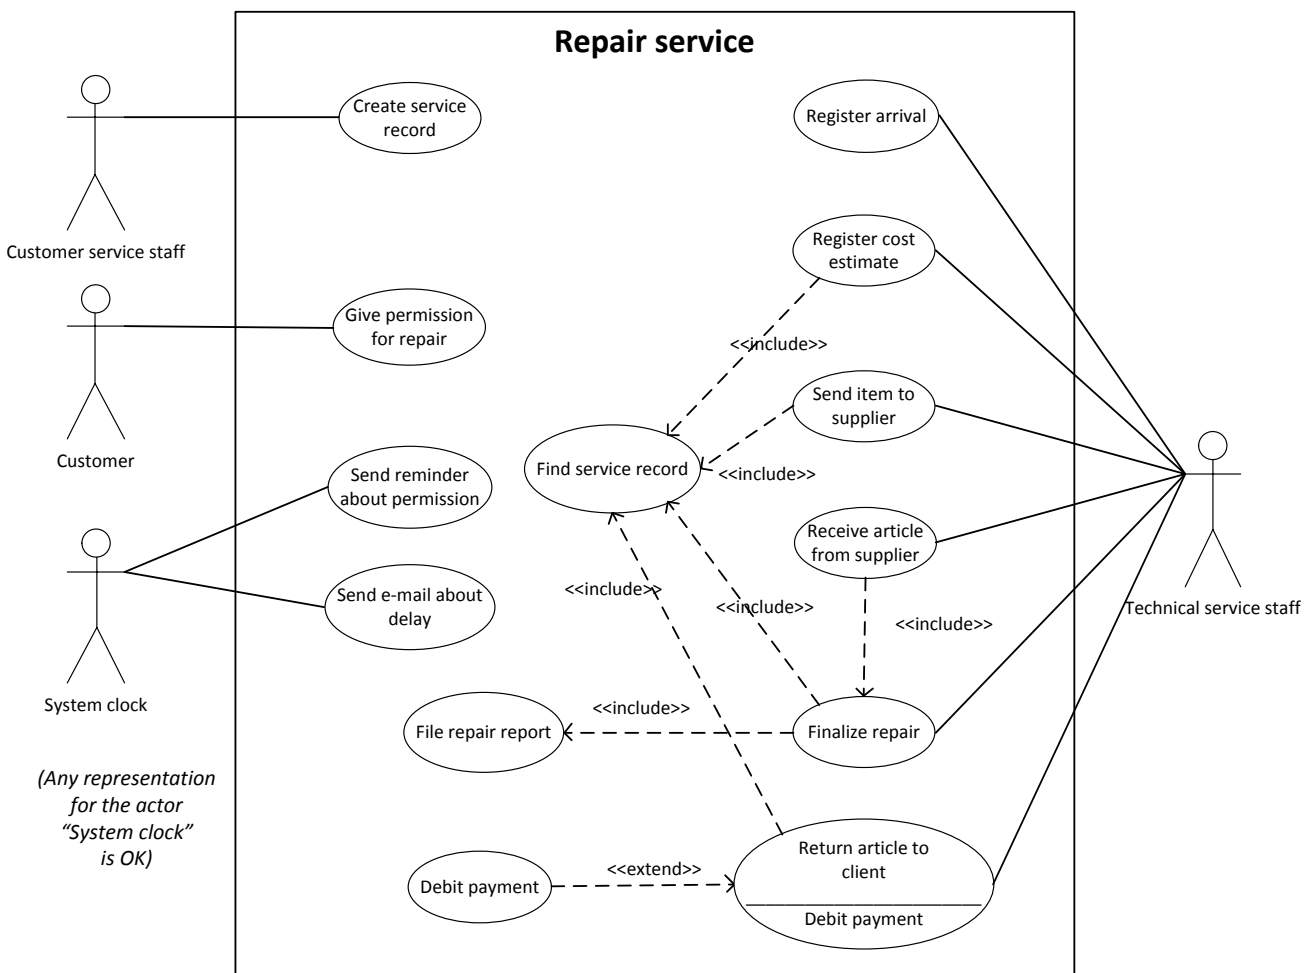 Repair service
Create service
record
Register arrival
Customer service staff
Register cost
estimate
Give permission
for repair
<<include>>
Send item to
supplier
Customer
Send reminder
about permission
Find service record
<<include>>
Receive article
from supplier
<<include>>
Send e-mail about
delay
<<include>>
<<include>>
Technical service staff
System clock
<<include>>
File repair report
Finalize repair
(Any representation
for the actor
“System clock”
is OK)
Return article to
client
<<extend>>
Debit payment
Debit payment